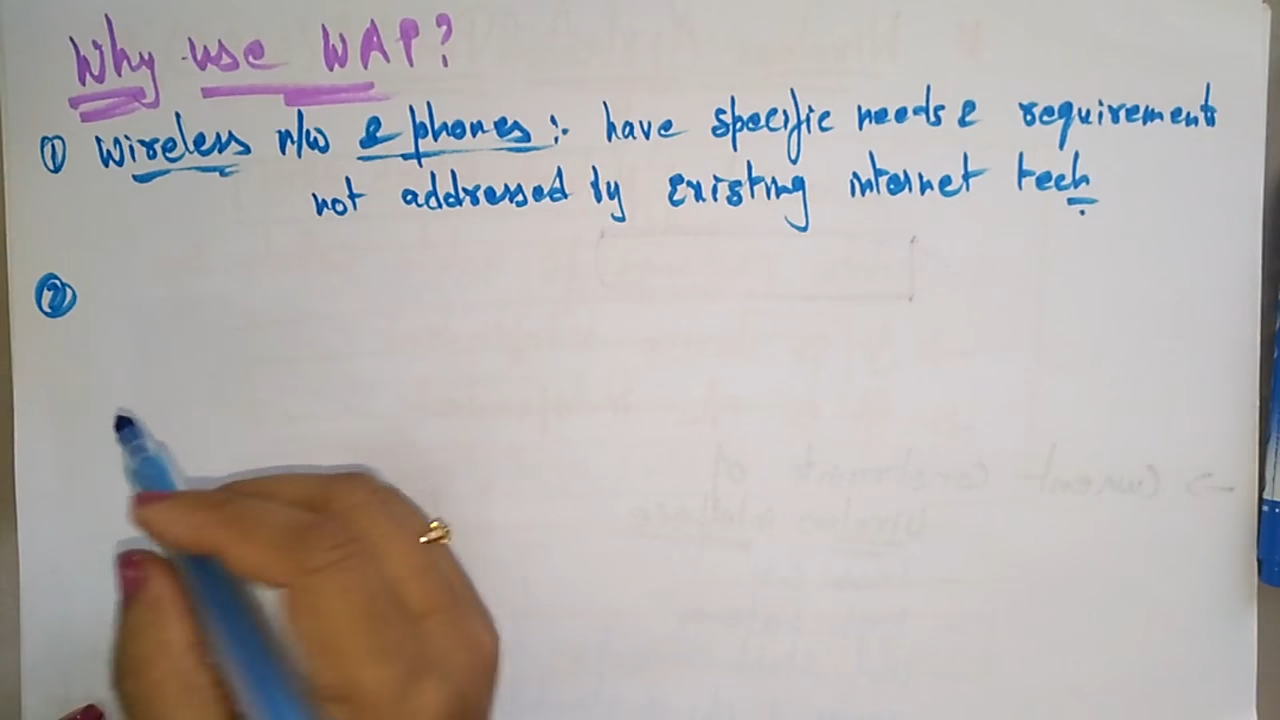 Why use WAP?
① Wireless n/w & phones :- have specific needs & requirements
not addressed by Existing internet tech
②